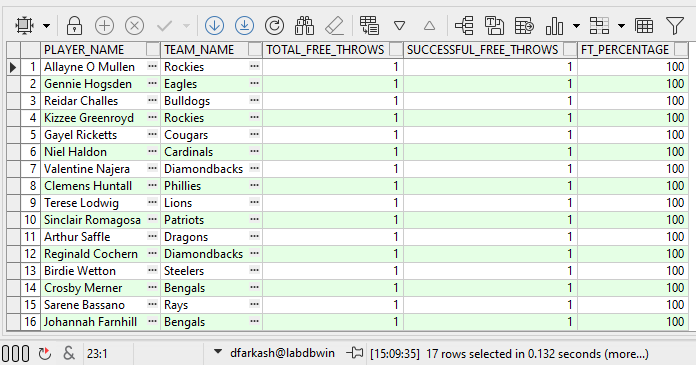 PLAYER_NAME TEAM_NAME TOTAL_FREE_THROWS SUCCESSFUL_FREE_THROWS FT_PERCENTAGE
1 Allayne O Mullen ... Rockies ... 1 1 100
2 Gennie Hogsden ... Eagles ... 1 1 100
3 Reidar Challes ... Bulldogs ... 1 1 100
4 Kizzee Greenroyd ... Rockies ... 1 1 100
5 Gayel Ricketts ... Cougars ... 1 1 100
6 Niel Haldon ... Cardinals ... 1 1 100
7 Valentine Najera ... Diamondbacks ... 1 1 100
8 Clemens Huntall ... Phillies ... 1 1 100
9 Terese Lodwig ... Lions ... 1 1 100
10 Sinclair Romagosa ... Patriots ... 1 1 100
11 Arthur Saffle ... Dragons ... 1 1 100
12 Reginald Cochern ... Diamondbacks ... 1 1 100
13 Birdie Wetton ... Steelers ... 1 1 100
14 Crosby Merner ... Bengals ... 1 1 100
15 Sarene Bassano ... Rays ... 1 1 100
16 Johannah Farnhill ... Bengals ... 1 1 100
& 23:1 dfarkash@labdbwin [15:09:35] 17 rows selected in 0.132 seconds (more...)